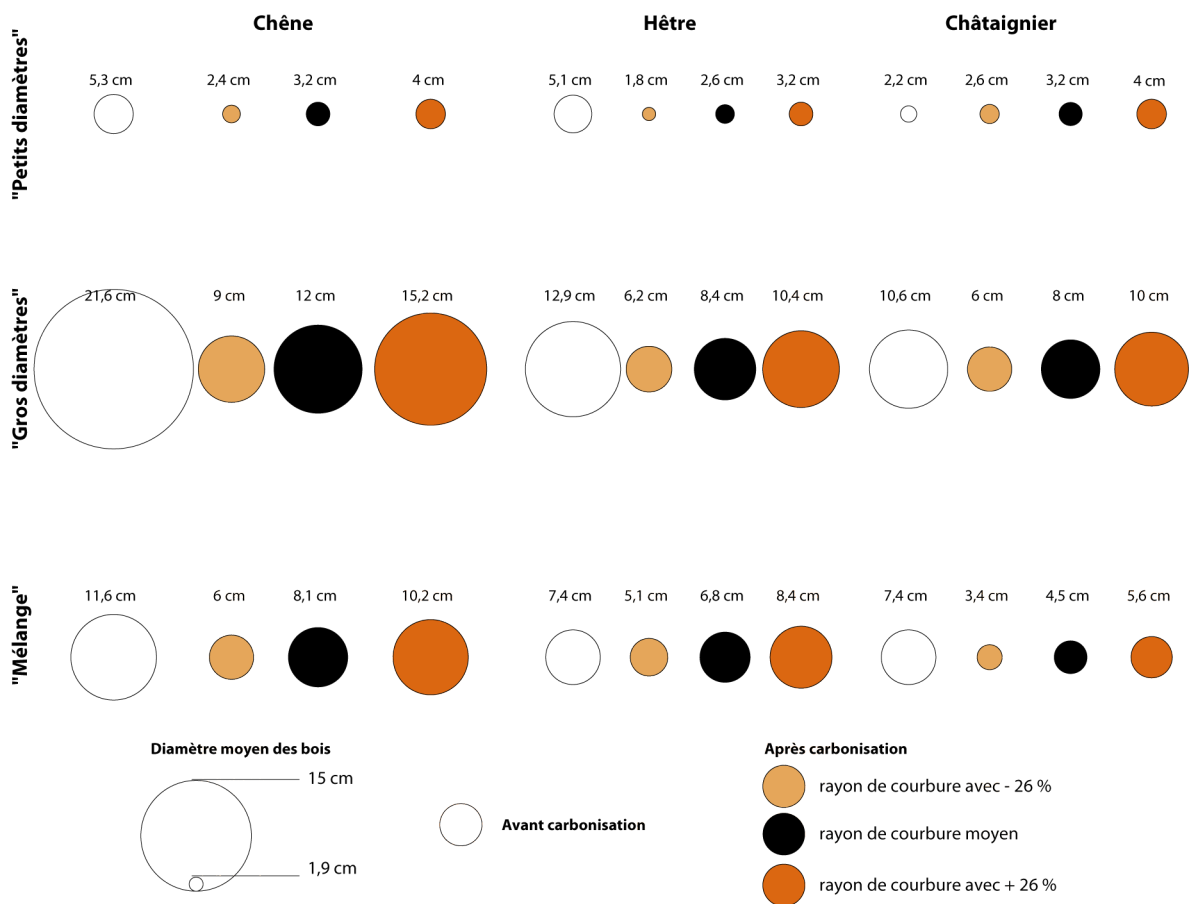 Chêne Hêtre Châtaignier
"Petits diamètres"
5,3 cm 2,4 cm 3,2 cm 4 cm 5,1 cm 1,8 cm 2,6 cm 3,2 cm 2,2 cm 2,6 cm 3,2 cm 4 cm
"Gros diamètres"
21,6 cm 9 cm 12 cm 15,2 cm 12,9 cm 6,2 cm 8,4 cm 10,4 cm 10,6 cm 6 cm 8 cm 10 cm
"Mélange"
11,6 cm 6 cm 8,1 cm 10,2 cm 7,4 cm 5,1 cm 6,8 cm 8,4 cm 7,4 cm 3,4 cm 4,5 cm 5,6 cm
Diamètre moyen des bois
15 cm
1,9 cm
Avant carbonisation
Après carbonisation
rayon de courbure avec - 26 %
rayon de courbure moyen
rayon de courbure avec + 26 %